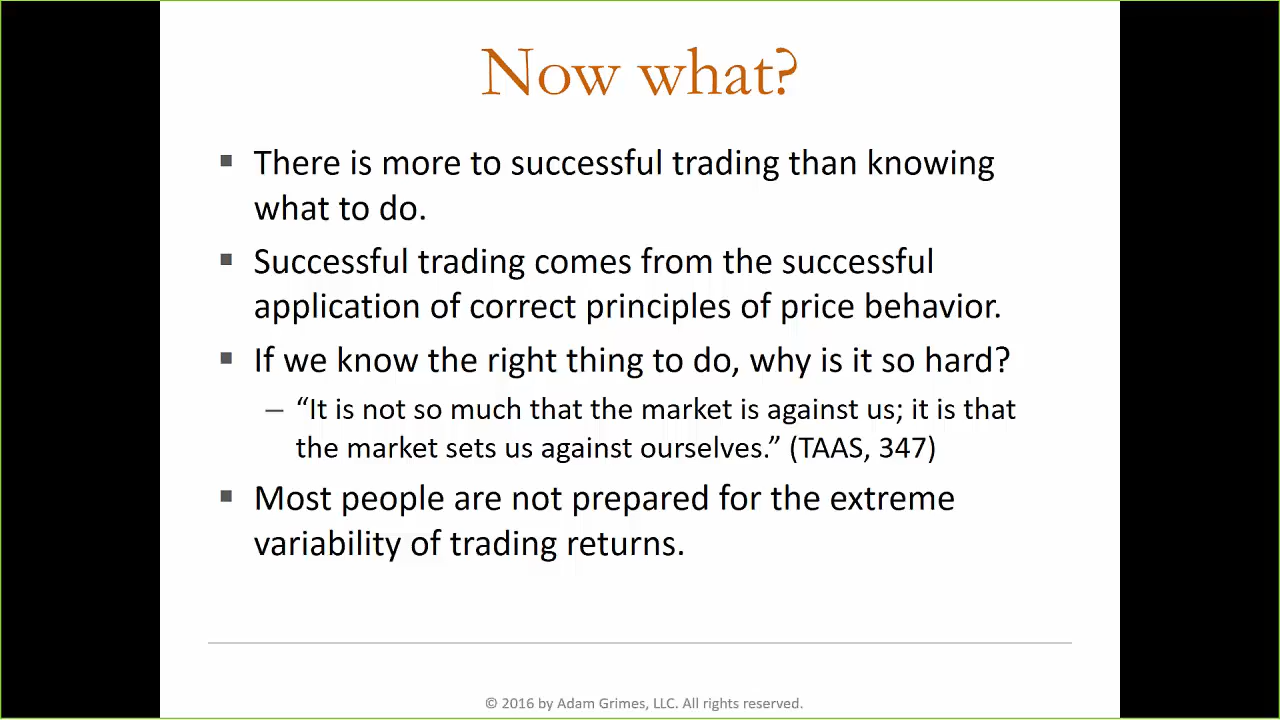 Now what?
▪ There is more to successful trading than knowing
what to do.
▪ Successful trading comes from the successful
application of correct principles of price behavior.
▪ If we know the right thing to do, why is it so hard?
– “It is not so much that the market is against us; it is that
the market sets us against ourselves.” (TAAS, 347)
▪ Most people are not prepared for the extreme
variability of trading returns.
© 2016 by Adam Grimes, LLC. All rights reserved.